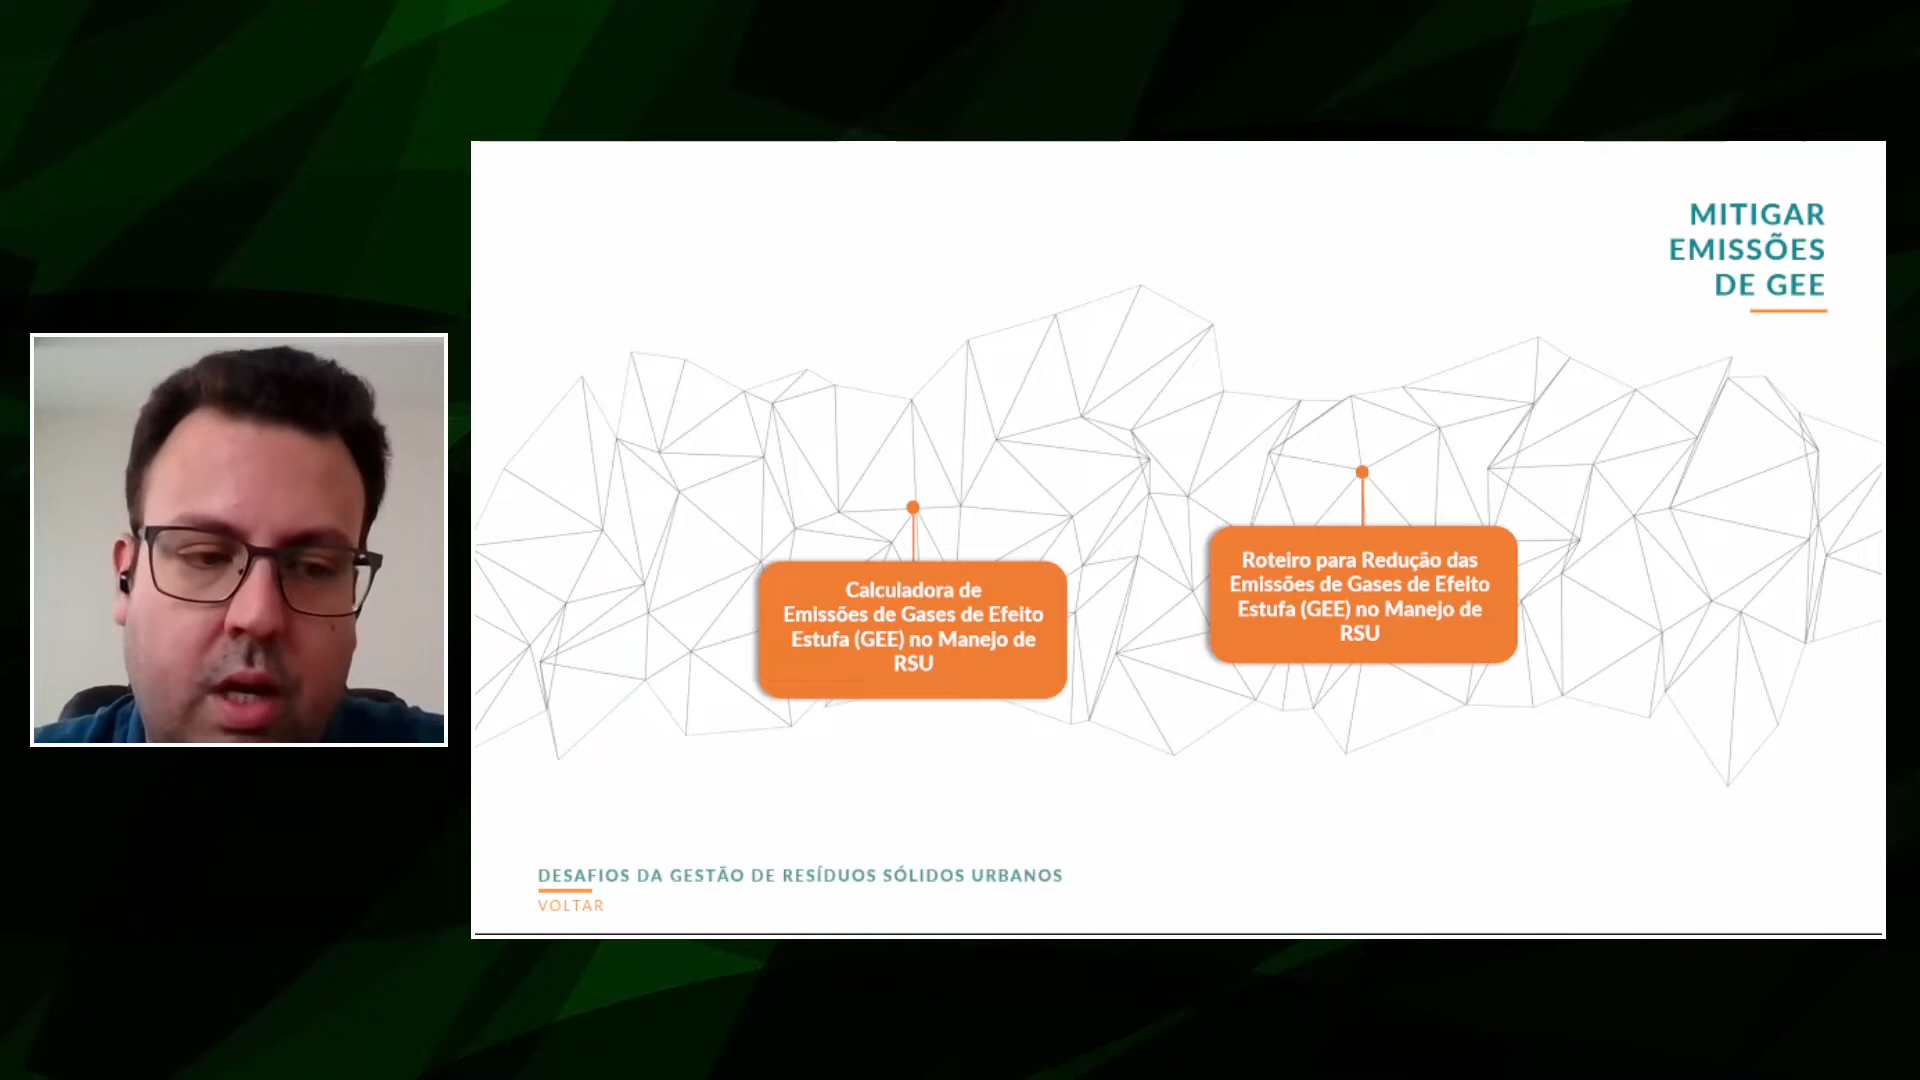 MITIGAR
EMISSÕES
DE GEE
Calculadora de
Emissões de Gases de Efeito
Estufa (GEE) no Manejo de
RSU
Roteiro para Redução das
Emissões de Gases de Efeito
Estufa (GEE) no Manejo de
RSU
DESAFIOS DA GESTÃO DE RESÍDUOS SÓLIDOS URBANOS
VOLTAR